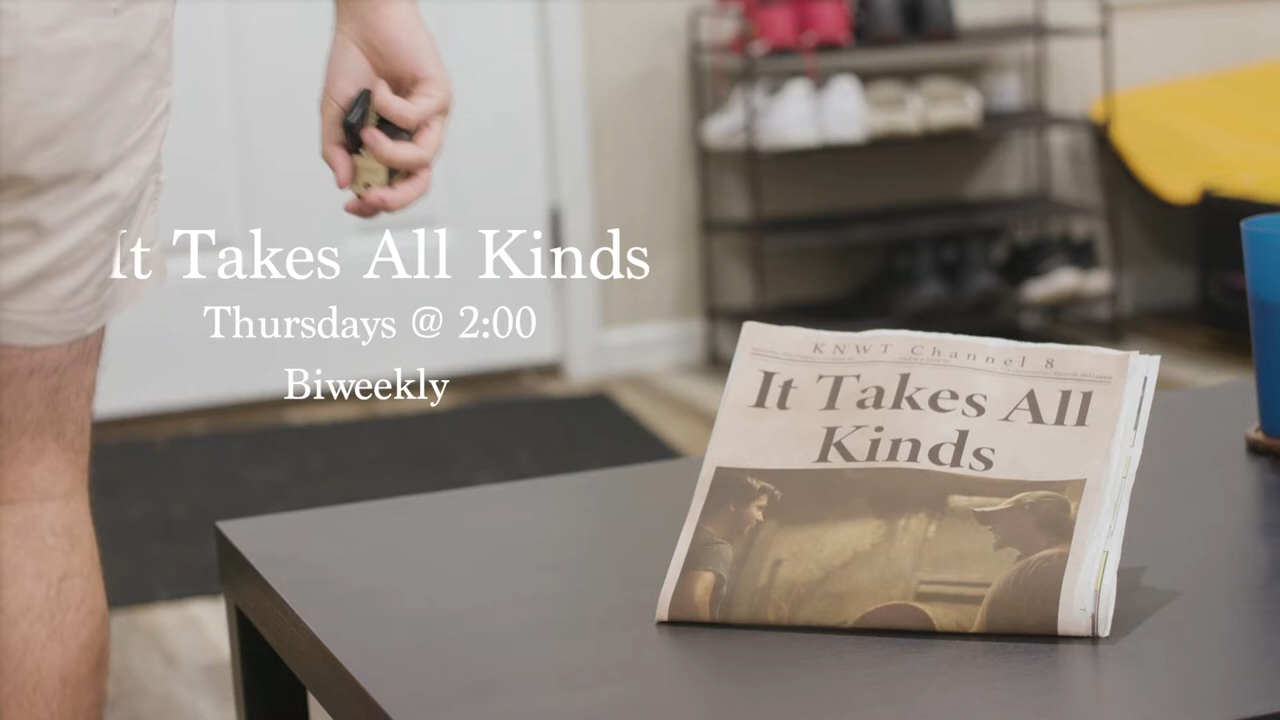 It Takes All Kinds
Thursdays @ 2:00
Biweekly
KNWT Channel 8
It Takes All
Kinds